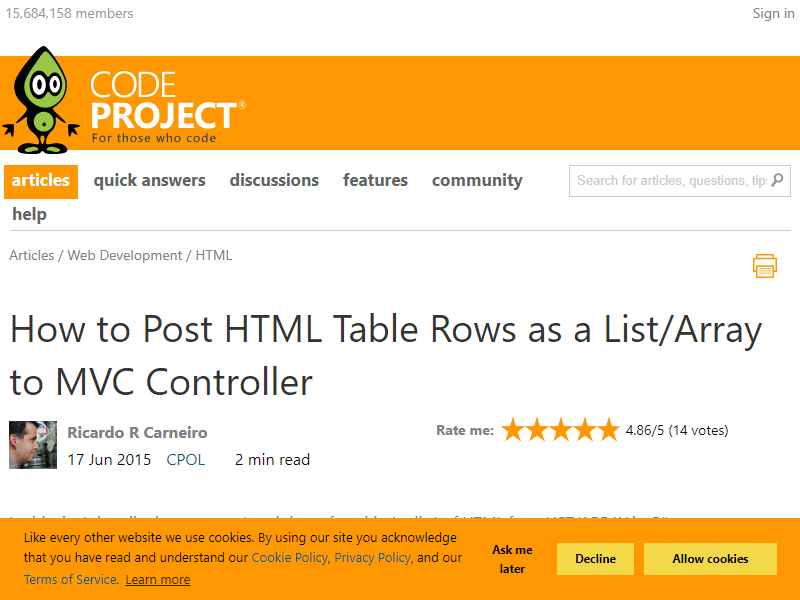 15,684,158 members
Sign in
CODE
PROJECT®
For those who code
articles quick answers discussions features community
Search for articles, questions, tips
help
Articles / Web Development / HTML
How to Post HTML Table Rows as a List/Array
to MVC Controller
Ricardo R Carneiro
Rate me: 4.86/5 (14 votes)
17 Jun 2015 CPOL 2 min read
Like every other website we use cookies. By using our site you acknowledge
that you have read and understand our Cookie Policy, Privacy Policy, and our
Terms of Service. Learn more
Ask me
later
Decline
Allow cookies